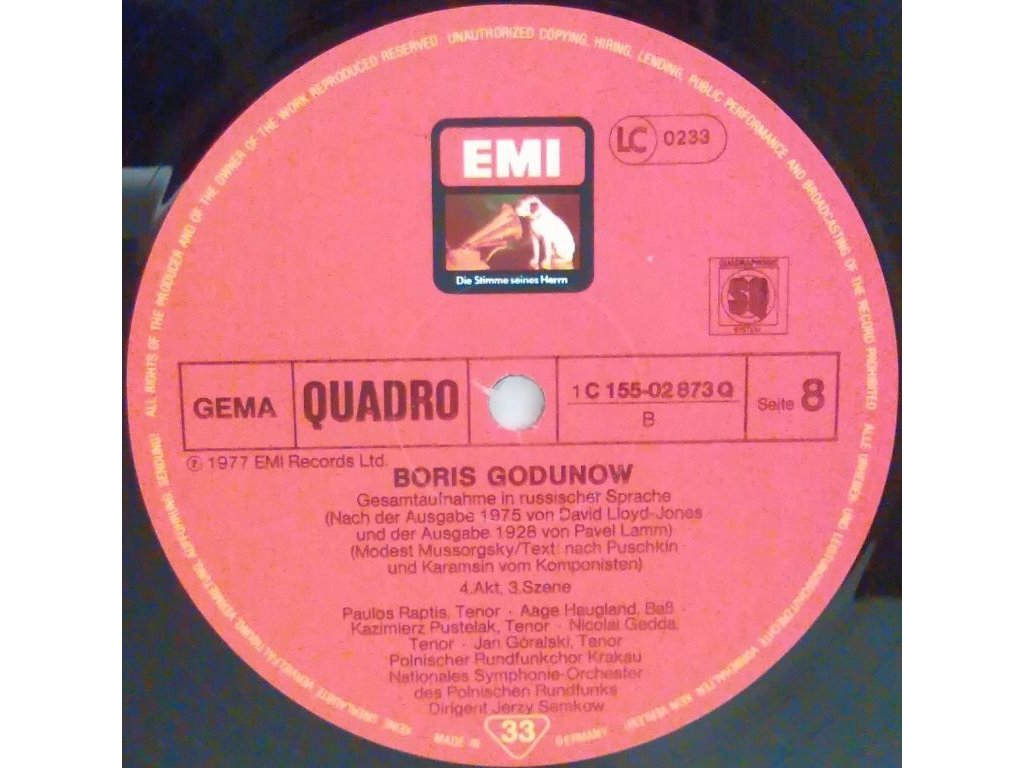 ALL RIGHTS OF THE PRODUCER AND OF THE OWNER OF THE WORK REPRODUCED RESERVED UNAUTHORIZED COPYING, HIRING, LENDING, PUBLIC PERFORMANCE AND BROADCASTING OF THE RECORD PROHIBITED
EMI
LC 0233
Die Stimme seines Herrn
QUADRAPHONIC
SQ
SYSTEM
GEMA
QUADRO
1C 155-02 873 Q
B
Seite 8
℗ 1977 EMI Records Ltd.
BORIS GODUNOW
Gesamtaufnahme in russischer Sprache
(Nach der Ausgabe 1975 von David Lloyd-Jones
und der Ausgabe 1928 von Pavel Lamm)
(Modest Mussorgsky/Text: nach Puschkin
und Karamsin vom Komponisten)
4.Akt, 3.Szene
Paulos Raptis, Tenor · Aage Haugland, Baß ·
Kazimierz Pustelak, Tenor · Nicolai Gedda,
Tenor · Jan Góralski, Tenor
Polnischer Rundfunkchor Krakau
Nationales Symphonie-Orchester
des Polnischen Rundfunks
Dirigent Jerzy Semkow
33
MADE IN GERMANY